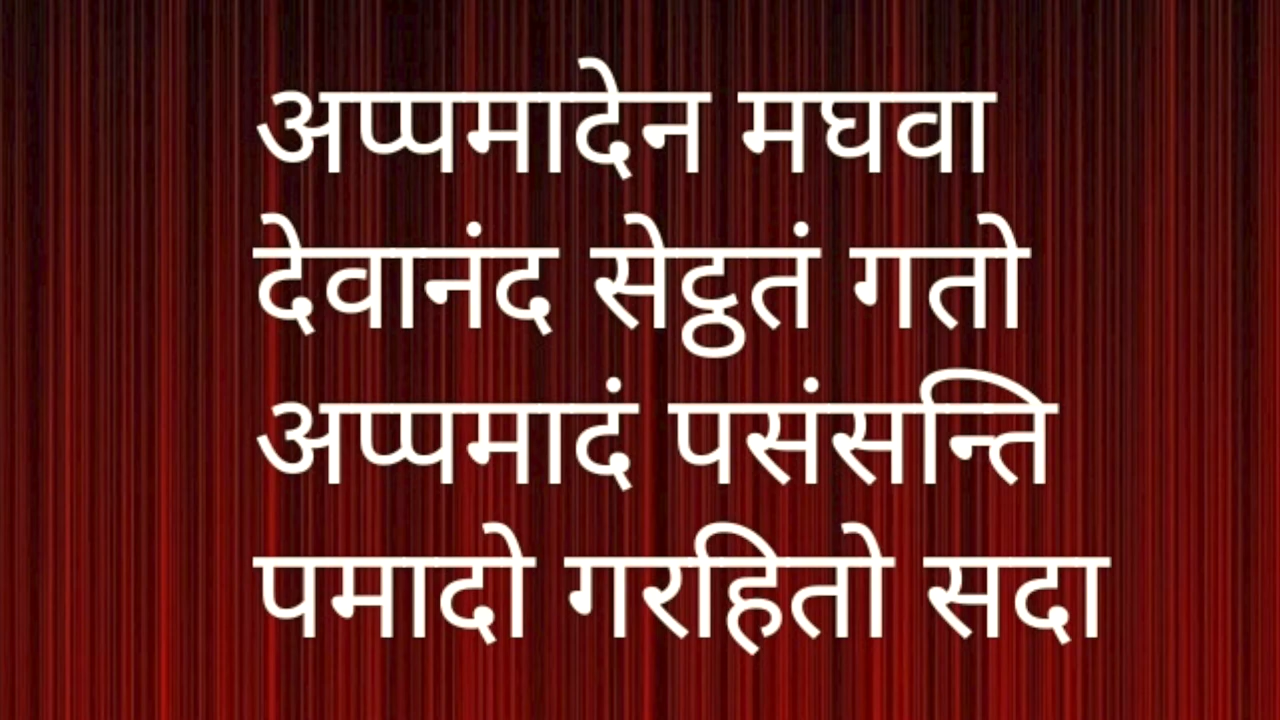 अप्पमादेन मघवा
देवानंद सेट्ठतं गतो
अप्पमादं पसंसन्ति
पमादो गरहितो सदा